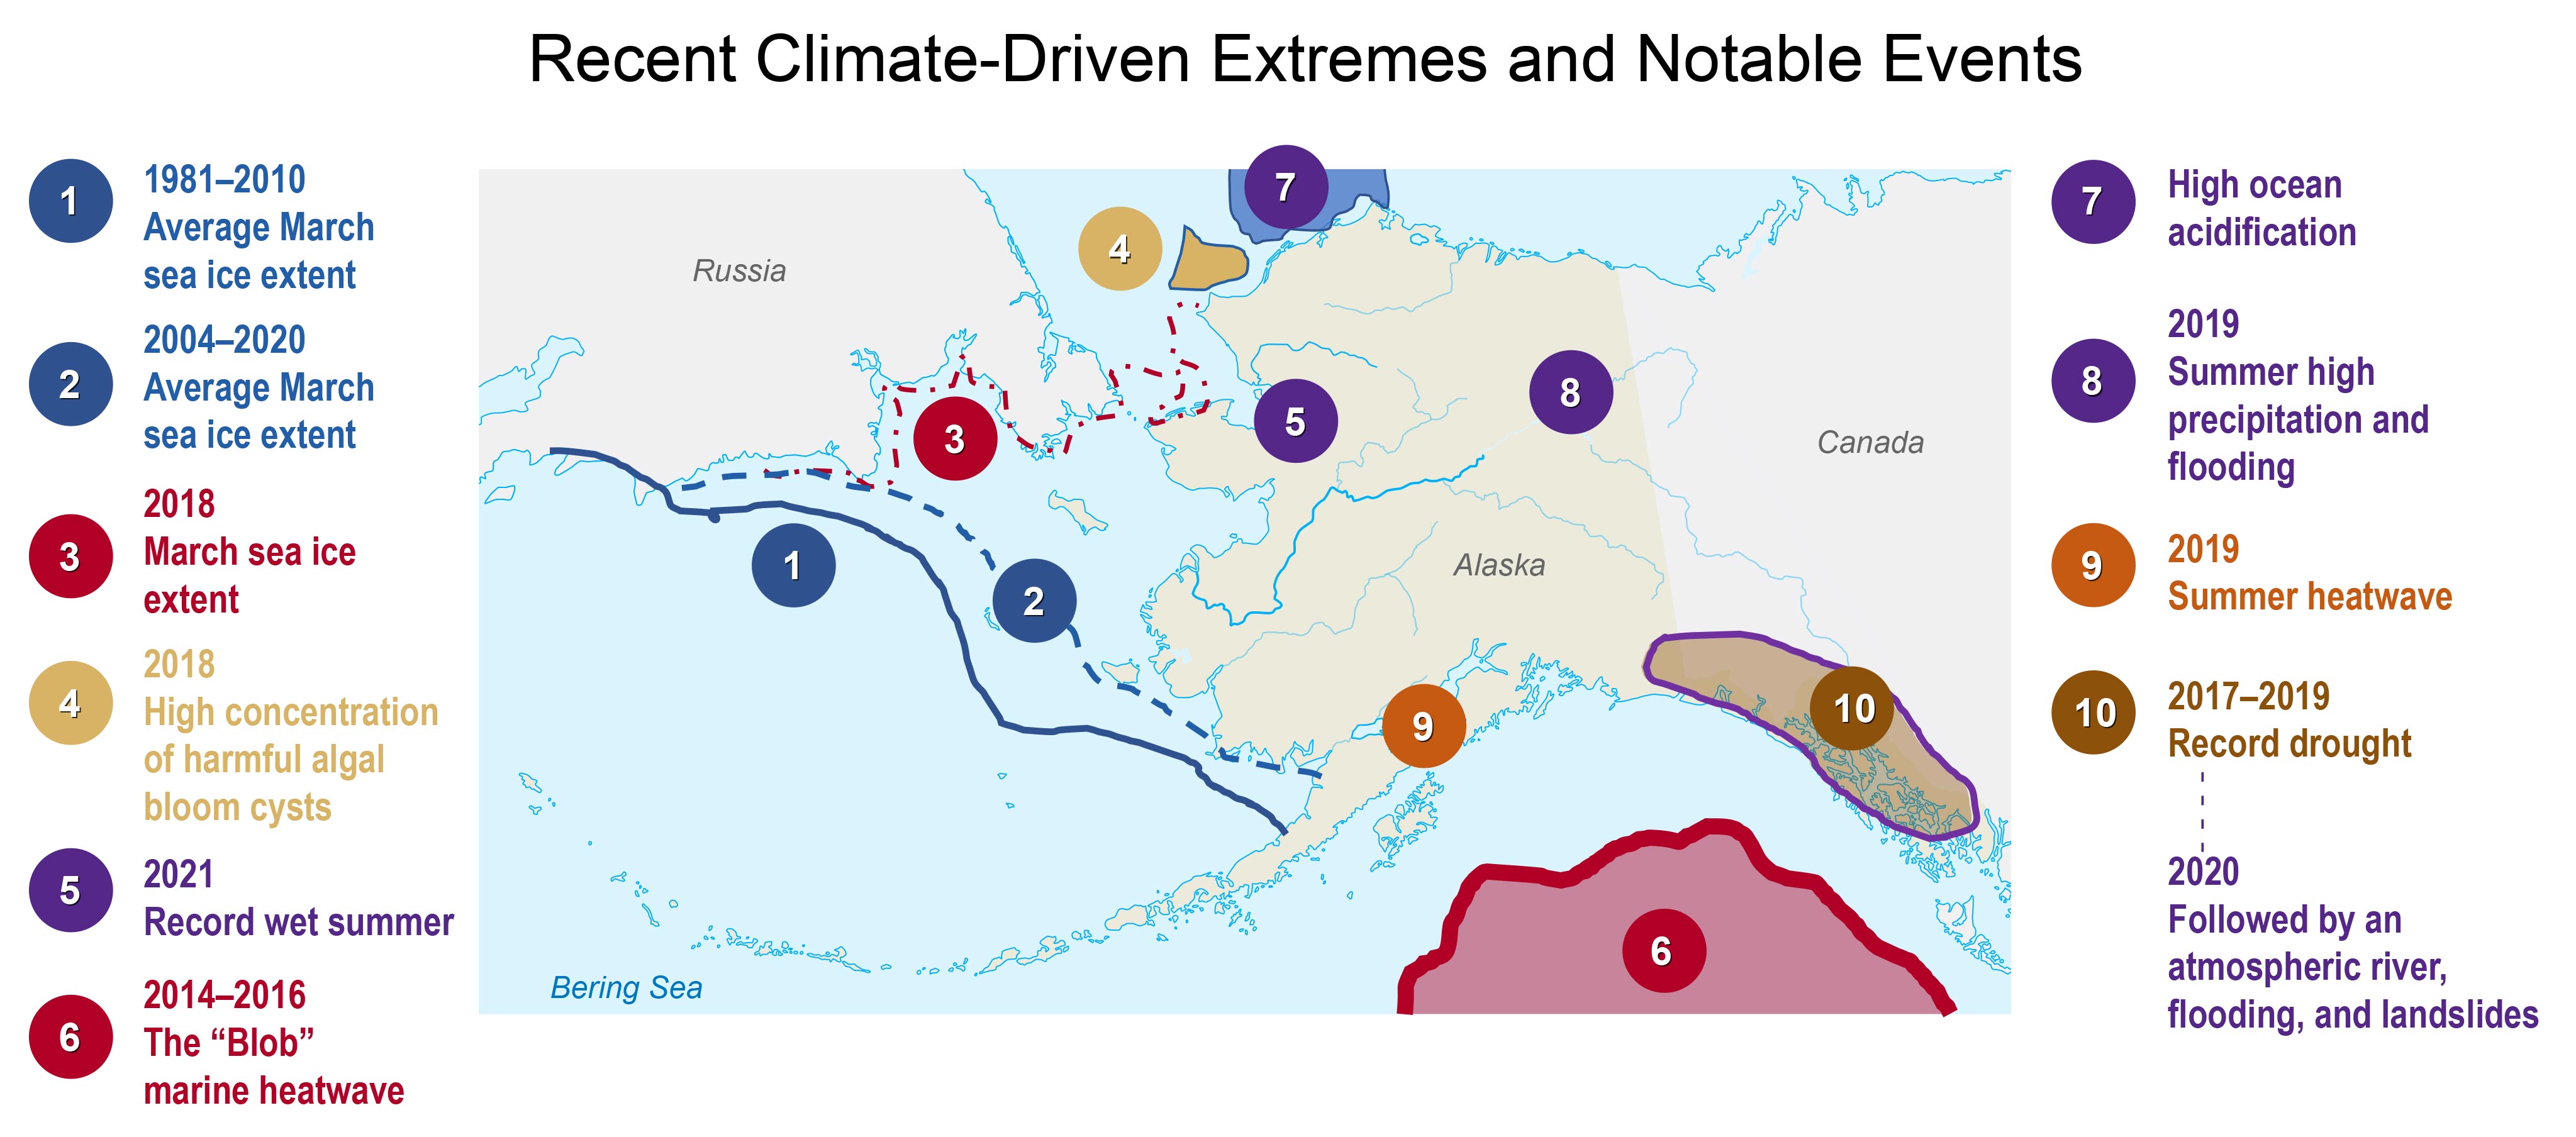 Recent Climate-Driven Extremes and Notable Events
1
1981–2010
Average March
sea ice extent
2
2004–2020
Average March
sea ice extent
3
2018
March sea ice
extent
4
2018
High concentration
of harmful algal
bloom cysts
5
2021
Record wet summer
6
2014–2016
The “Blob”
marine heatwave
7
4
Russia
8
3
5
Canada
1
Alaska
2
10
9
6
Bering Sea
7
High ocean
acidification
8
2019
Summer high
precipitation and
flooding
9
2019
Summer heatwave
10
2017–2019
Record drought
2020
Followed by an
atmospheric river,
flooding, and landslides